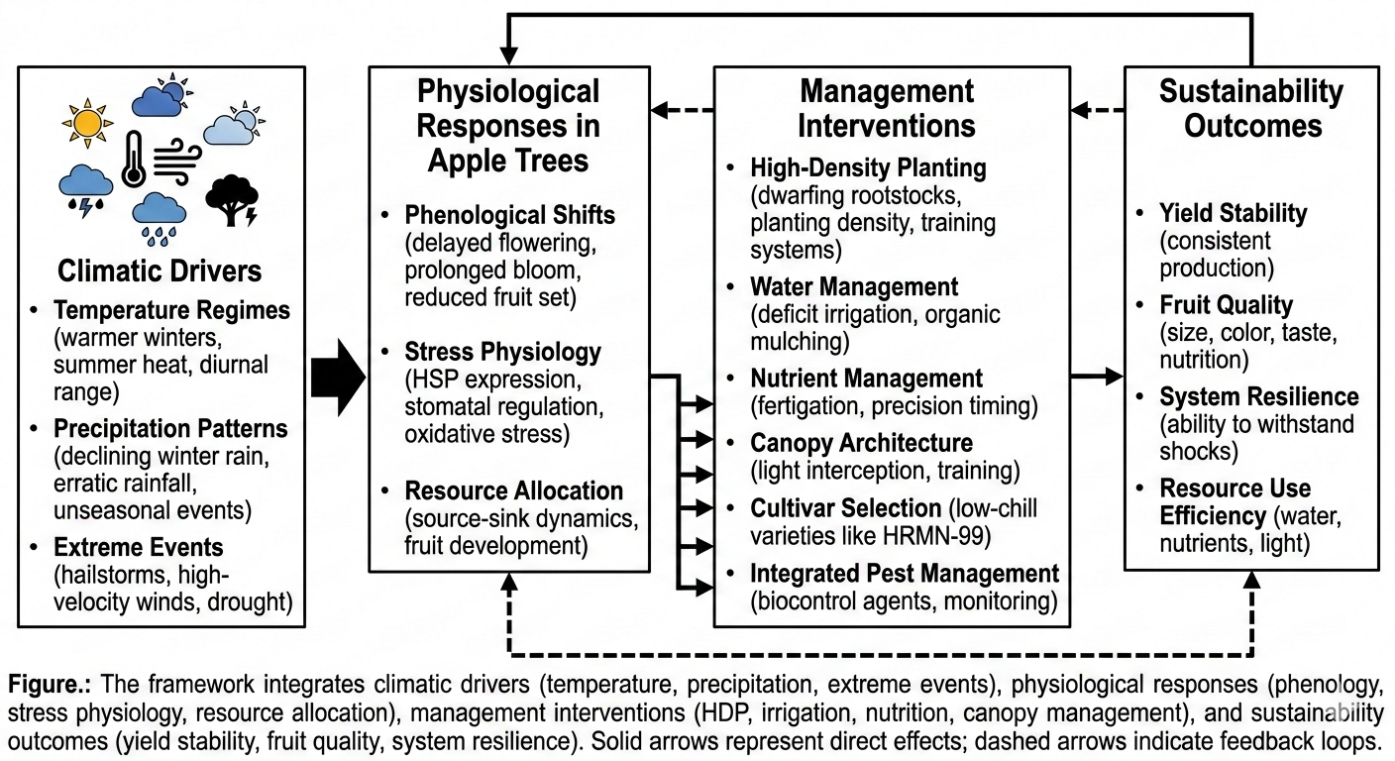 Climatic Drivers
• Temperature Regimes
(warmer winters,
summer heat, diurnal
range)
• Precipitation Patterns
(declining winter rain,
erratic rainfall,
unseasonal events)
• Extreme Events
(hailstorms, high-
velocity winds, drought)
Physiological
Responses in
Apple Trees
• Phenological Shifts
(delayed flowering,
prolonged bloom,
reduced fruit set)
• Stress Physiology
(HSP expression,
stomatal regulation,
oxidative stress)
• Resource Allocation
(source-sink dynamics,
fruit development)
Management
Interventions
• High-Density Planting
(dwarfing rootstocks,
planting density, training
systems)
• Water Management
(deficit irrigation, organic
mulching)
• Nutrient Management
(fertigation, precision timing)
• Canopy Architecture
(light interception, training)
• Cultivar Selection (low-chill
varieties like HRMN-99)
• Integrated Pest Management
(biocontrol agents, monitoring)
Sustainability
Outcomes
• Yield Stability
(consistent
production)
• Fruit Quality
(size, color, taste,
nutrition)
• System Resilience
(ability to withstand
shocks)
• Resource Use
Efficiency (water,
nutrients, light)
Figure.: The framework integrates climatic drivers (temperature, precipitation, extreme events), physiological responses (phenology,
stress physiology, resource allocation), management interventions (HDP, irrigation, nutrition, canopy management), and sustainability
outcomes (yield stability, fruit quality, system resilience). Solid arrows represent direct effects; dashed arrows indicate feedback loops.